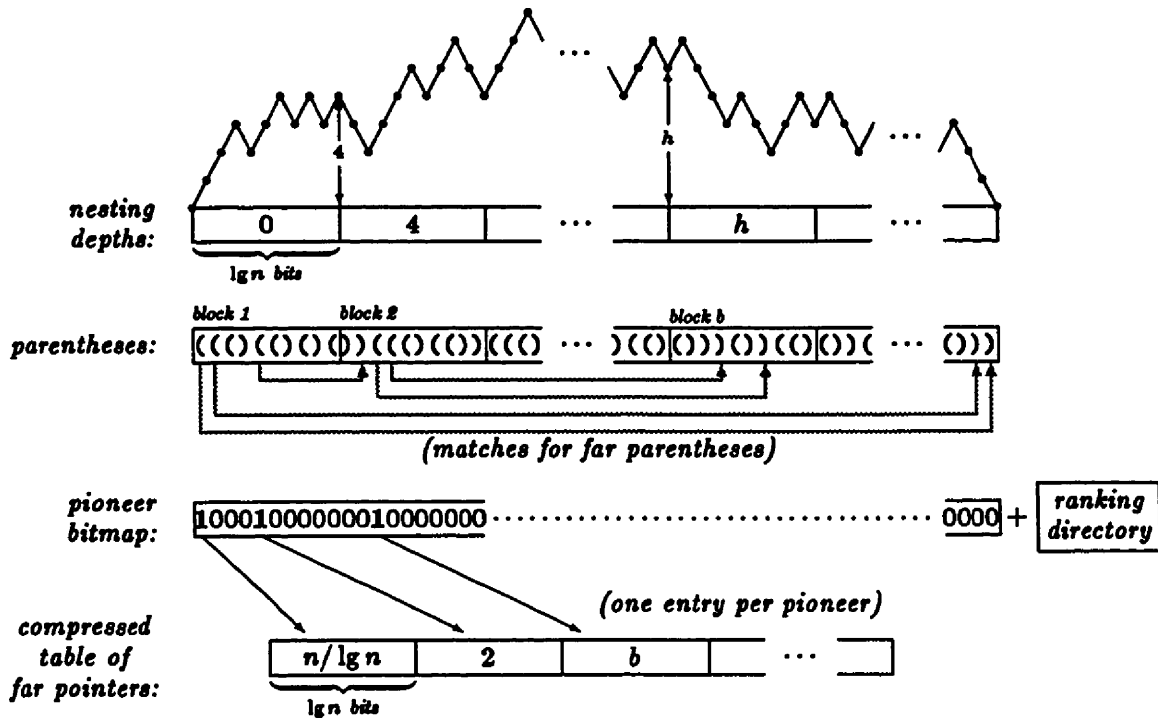 4
h
nesting
depths:
0 4 ··· h ···
lg n bits
block 1 block 2 block b
parentheses: ((()(()()( ))((()(()) ((( ··· )(() ()))())(() ())( ··· ()))
(matches for far parentheses)
pioneer
bitmap:
10001000000010000000 0000 +
ranking
directory
(one entry per pioneer)
compressed
table of
far pointers:
n/ lg n 2 b ···
lg n bits